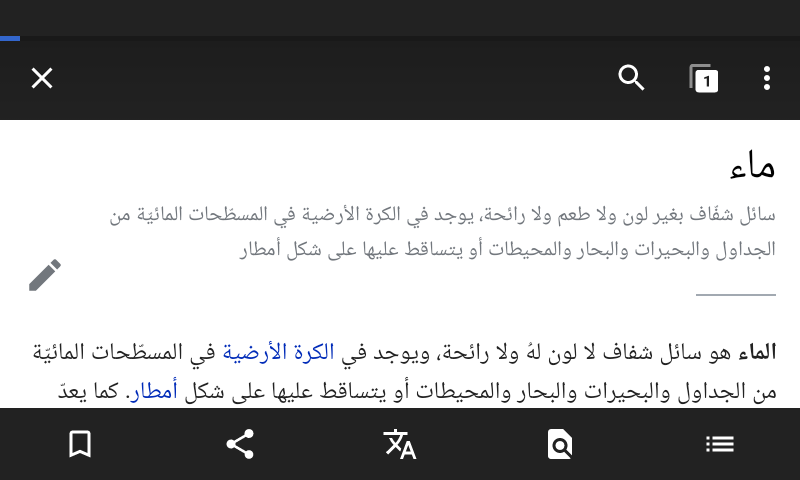 1
ماء
سائل شفّاف بغير لون ولا طعم ولا رائحة، يوجد في الكرة الأرضية في المسطّحات المائيّة من
الجداول والبحيرات والبحار والمحيطات أو يتساقط عليها على شكل أمطار
الماء هو سائل شفاف لا لون لهُ ولا رائحة، ويوجد في الكرة الأرضية في المسطّحات المائيّة
من الجداول والبحيرات والبحار والمحيطات أو يتساقط عليها على شكل أمطار. كما يعدّ